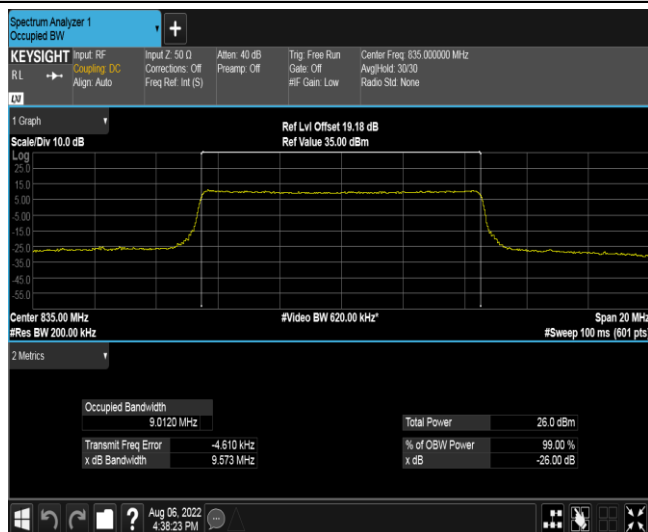 Spectrum Analyzer 1
Occupied BW
KEYSIGHT
R L
LXI
Input: RF
Coupling: DC
Align: Auto
Input Z: 50 Ω
Corrections: Off
Freq Ref: Int (S)
Atten: 40 dB
Preamp: Off
Trig: Free Run
Gate: Off
#IF Gain: Low
Center Freq: 835.000000 MHz
Avg|Hold: 30/30
Radio Std: None
1 Graph
Scale/Div 10.0 dB
Ref Lvl Offset 19.18 dB
Ref Value 35.00 dBm
Log
25.0
15.0
5.00
-5.00
-15.0
-25.0
-35.0
-45.0
-55.0
Center 835.00 MHz
#Video BW 620.00 kHz*
Span 20 MHz
#Res BW 200.00 kHz
#Sweep 100 ms (601 pts)
2 Metrics
Occupied Bandwidth
9.0120 MHz
Total Power 26.0 dBm
Transmit Freq Error -4.610 kHz
% of OBW Power 99.00 %
x dB Bandwidth 9.573 MHz
x dB -26.00 dB
?
Aug 06, 2022
4:38:23 PM